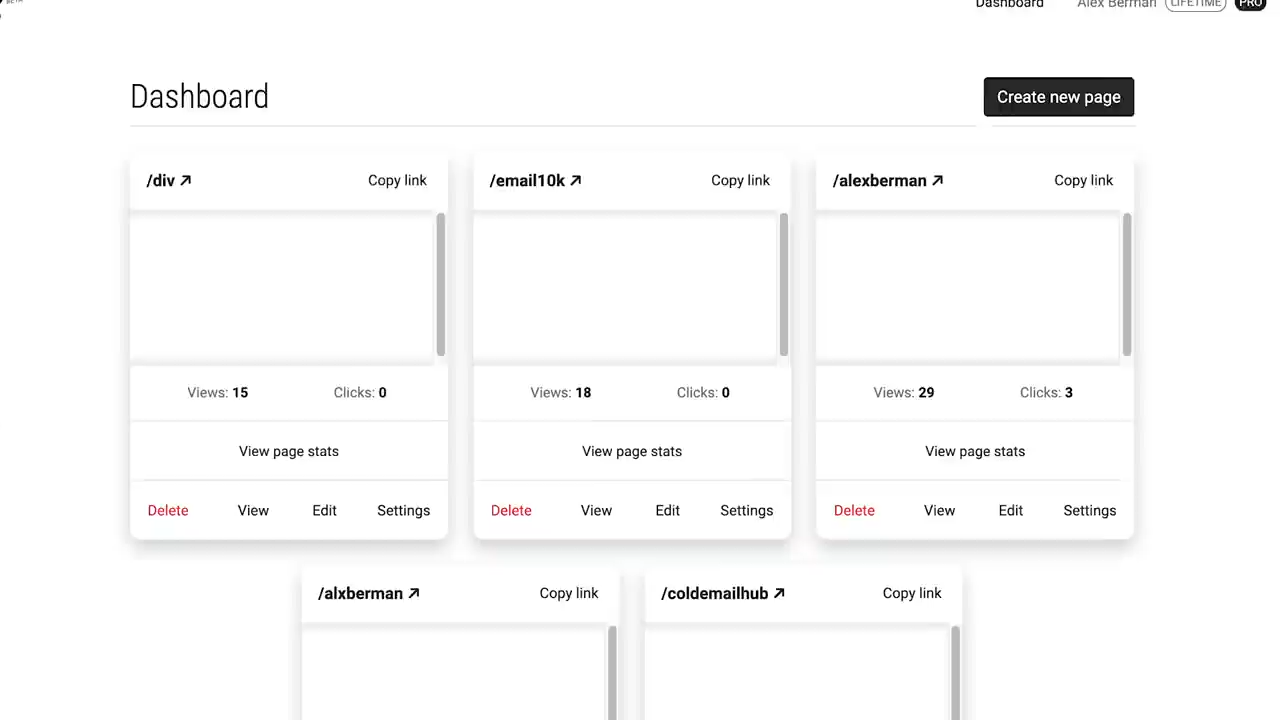 BETA
Dashboard Alex Berman LIFETIME PRO
Dashboard Create new page
/div Copy link /email10k Copy link /alexberman Copy link
Views: 15 Clicks: 0 Views: 18 Clicks: 0 Views: 29 Clicks: 3
View page stats View page stats View page stats
Delete View Edit Settings Delete View Edit Settings Delete View Edit Settings
/alxberman Copy link /coldemailhub Copy link